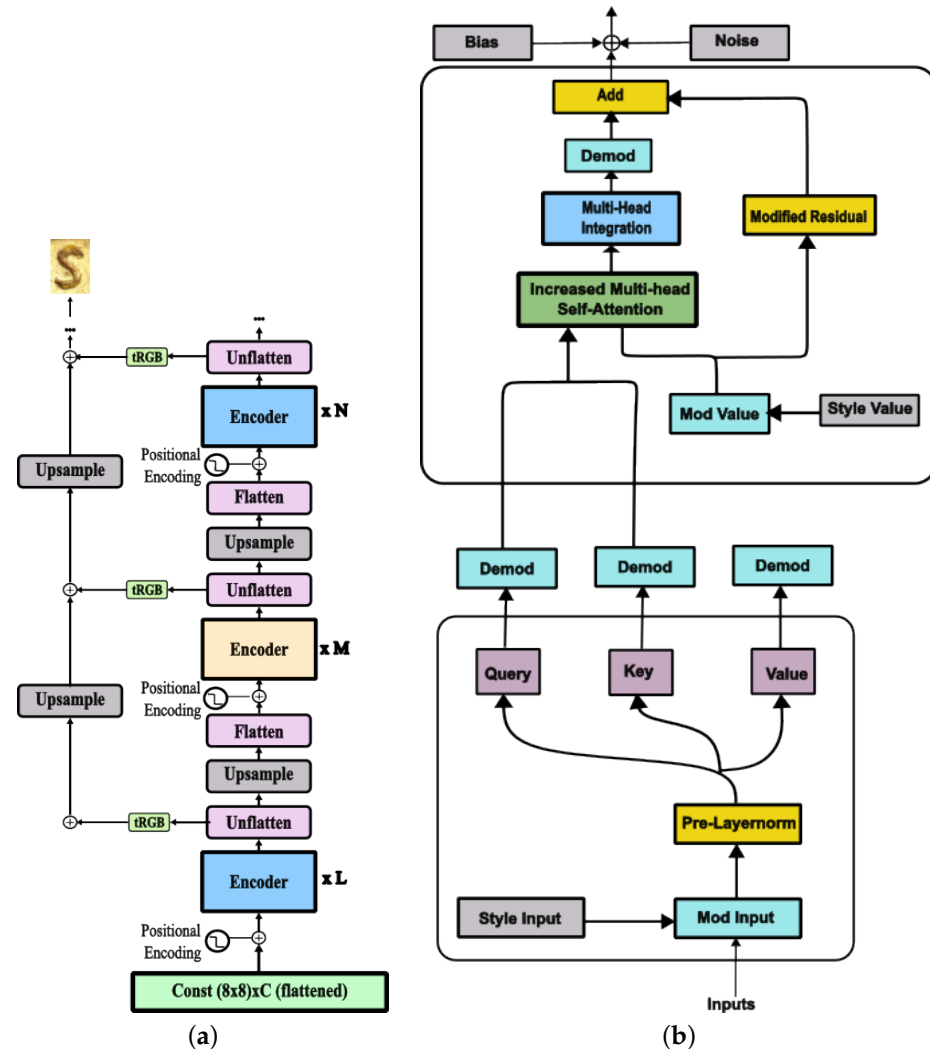 S
...
...
tRGB
Unflatten
Encoder
x N
Positional
Encoding
Flatten
Upsample
Upsample
tRGB
Unflatten
Encoder
x M
Positional
Encoding
Flatten
Upsample
Upsample
tRGB
Unflatten
Encoder
x L
Positional
Encoding
Const (8x8)xC (flattened)
(a)
Bias
Noise
Add
Demod
Multi-Head
Integration
Modified Residual
Increased Multi-head
Self-Attention
Mod Value
Style Value
Demod
Demod
Demod
Query
Key
Value
Pre-Layernorm
Style Input
Mod Input
Inputs
(b)